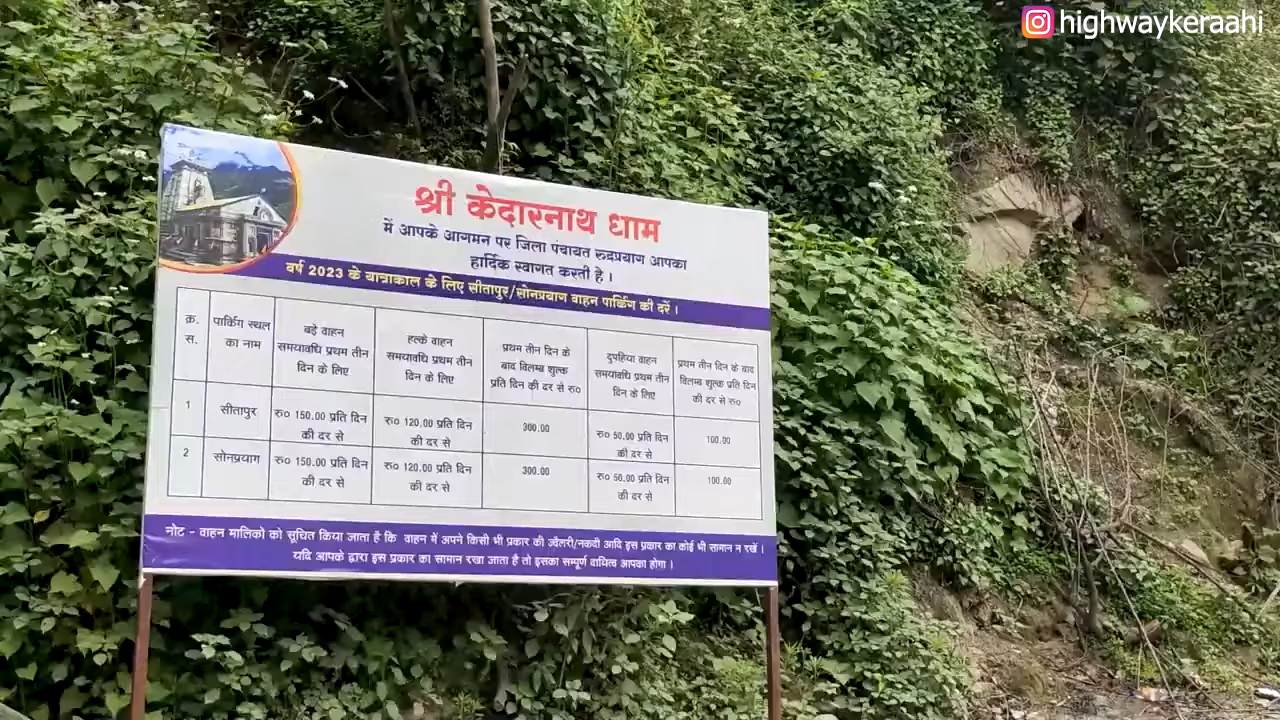 highwaykeraahi
श्री केदारनाथ धाम
में आपके आगमन पर जिला पंचायत रुद्रप्रयाग आपका
हार्दिक स्वागत करती है ।
वर्ष 2023 के यात्राकाल के लिए सीतापुर/सोनप्रयाग वाहन पार्किंग की दरें ।
क्र. स.
पार्किंग स्थल का नाम
बड़े वाहन समयावधि प्रथम तीन दिन के लिए
हल्के वाहन समयावधि प्रथम तीन दिन के लिए
प्रथम तीन दिन के बाद विलम्ब शुल्क प्रति दिन की दर से रु०
दुपहिया वाहन समयावधि प्रथम तीन दिन के लिए
प्रथम तीन दिन के बाद विलम्ब शुल्क प्रति दिन की दर से रु०
1 सीतापुर रु० 150.00 प्रति दिन की दर से रु० 120.00 प्रति दिन की दर से 300.00 रु० 50.00 प्रति दिन की दर से 100.00
2 सोनप्रयाग रु० 150.00 प्रति दिन की दर से रु० 120.00 प्रति दिन की दर से 300.00 रु० 50.00 प्रति दिन की दर से 100.00
नोट - वाहन मालिकों को सूचित किया जाता है कि वाहन में अपने किसी भी प्रकार की ज्वैलरी/नकदी आदि इस प्रकार का कोई भी सामान न रखें ।
यदि आपके द्वारा इस प्रकार का सामान रखा जाता है तो इसका सम्पूर्ण दायित्व आपका होगा ।